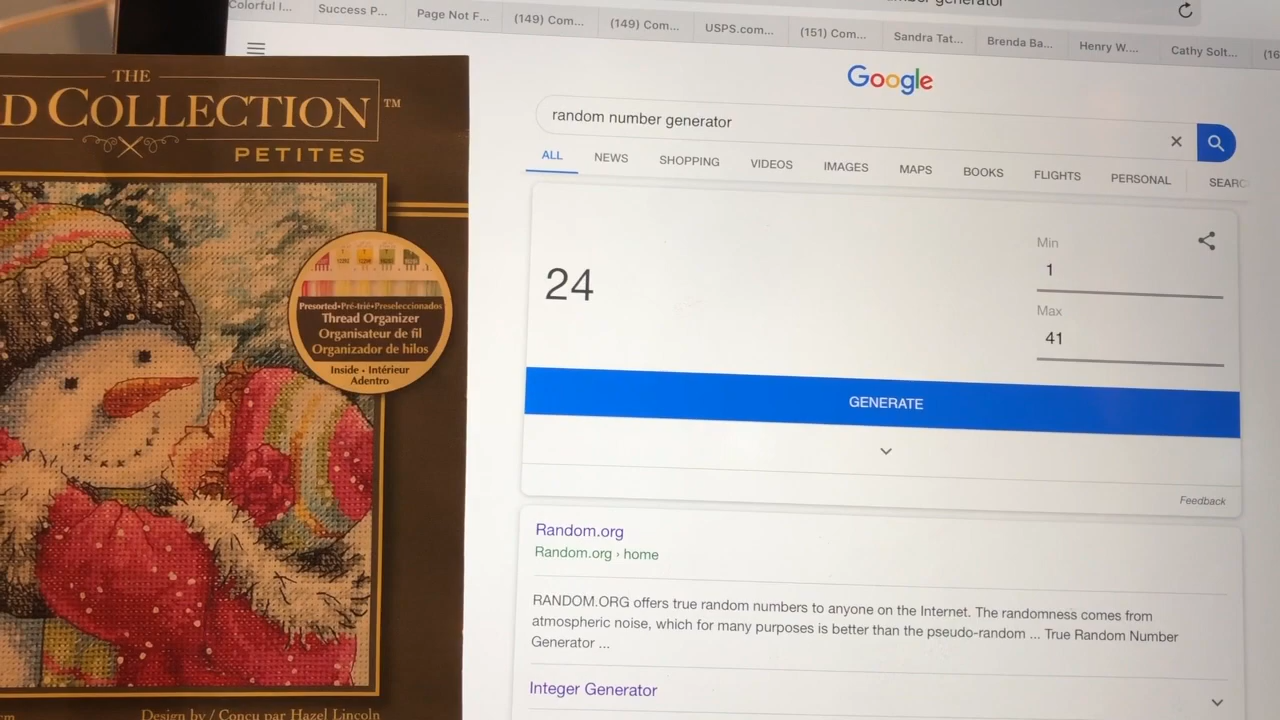 Colorful I...
Success P...
Page Not F...
(149) Com...
(149) Com...
USPS.com...
(151) Com...
Sandra Tat...
Brenda Ba...
Henry W....
Cathy Solt...
THE
D COLLECTION™
PETITES
Presorted•Pré-trié•Preseleccionados
Thread Organizer
Organisateur de fil
Organizador de hilos
Inside • Intérieur
Adentro
Design by / Conçu par Hazel Lincoln
Google
random number generator
ALL NEWS SHOPPING VIDEOS IMAGES MAPS BOOKS FLIGHTS PERSONAL
24
Min
1
Max
41
GENERATE
Feedback
Random.org
Random.org › home
RANDOM.ORG offers true random numbers to anyone on the Internet. The randomness comes from
atmospheric noise, which for many purposes is better than the pseudo-random ... True Random Number
Generator ...
Integer Generator